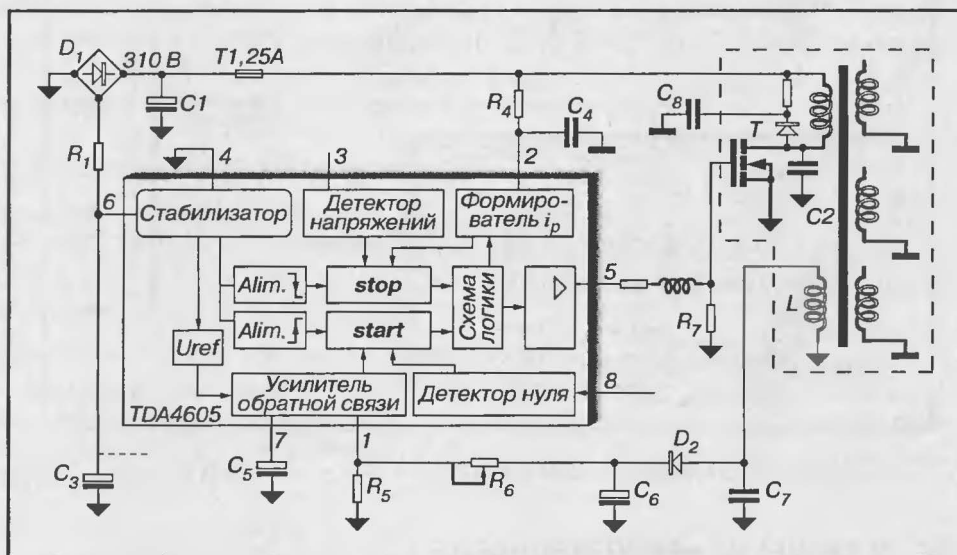 D1
310 В
T1,25A
C1
R4
C4
C8
T
C2
R1
4
3
2
6
Стабилизатор
Детектор
напряжений
Формиро-
ватель ip
Alim.
stop
Схема
логики
5
Alim.
start
Uref
R7
L
Усилитель
обратной связи
Детектор нуля
8
TDA4605
7
1
C3
C5
R5
R6
C6
D2
C7